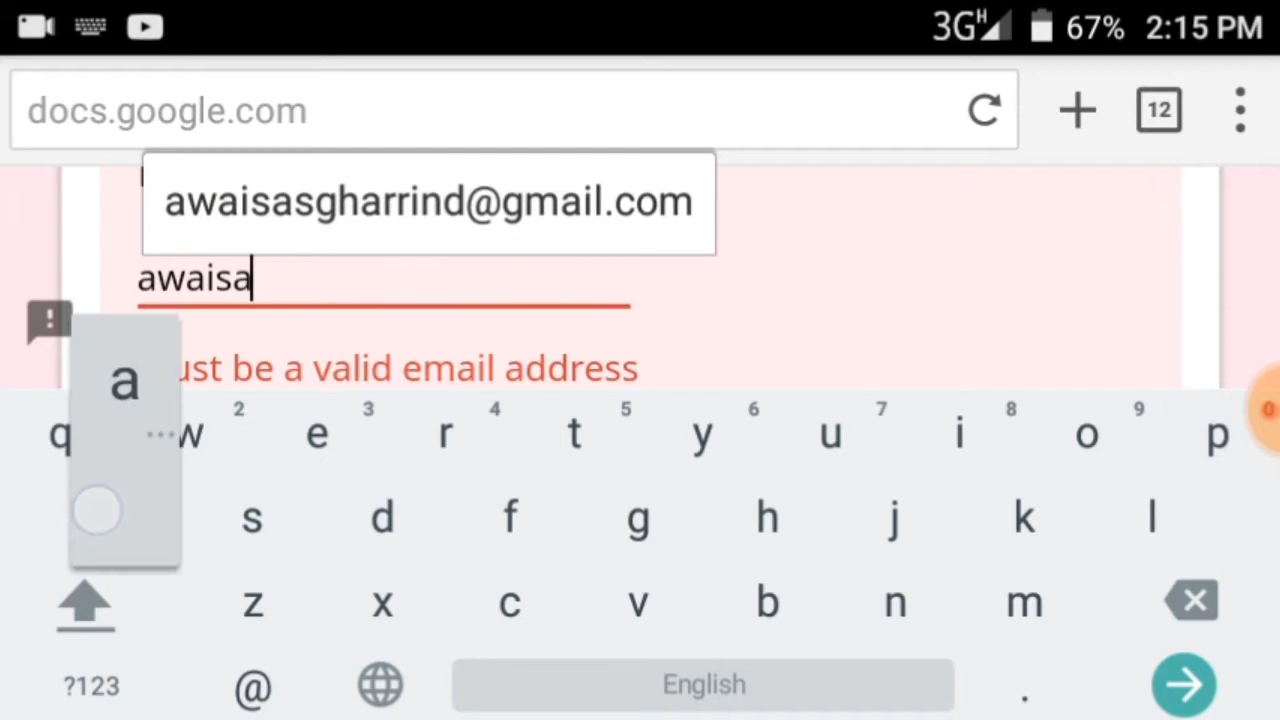 3G H 67% 2:15 PM
docs.google.com
12
awaisasgharrind@gmail.com
awaisa
ust be a valid email address
a
2 3 4 5 6 7 8 9
q w e r t y u i o p
s d f g h j k l
z x c v b n m
?123 @ English .